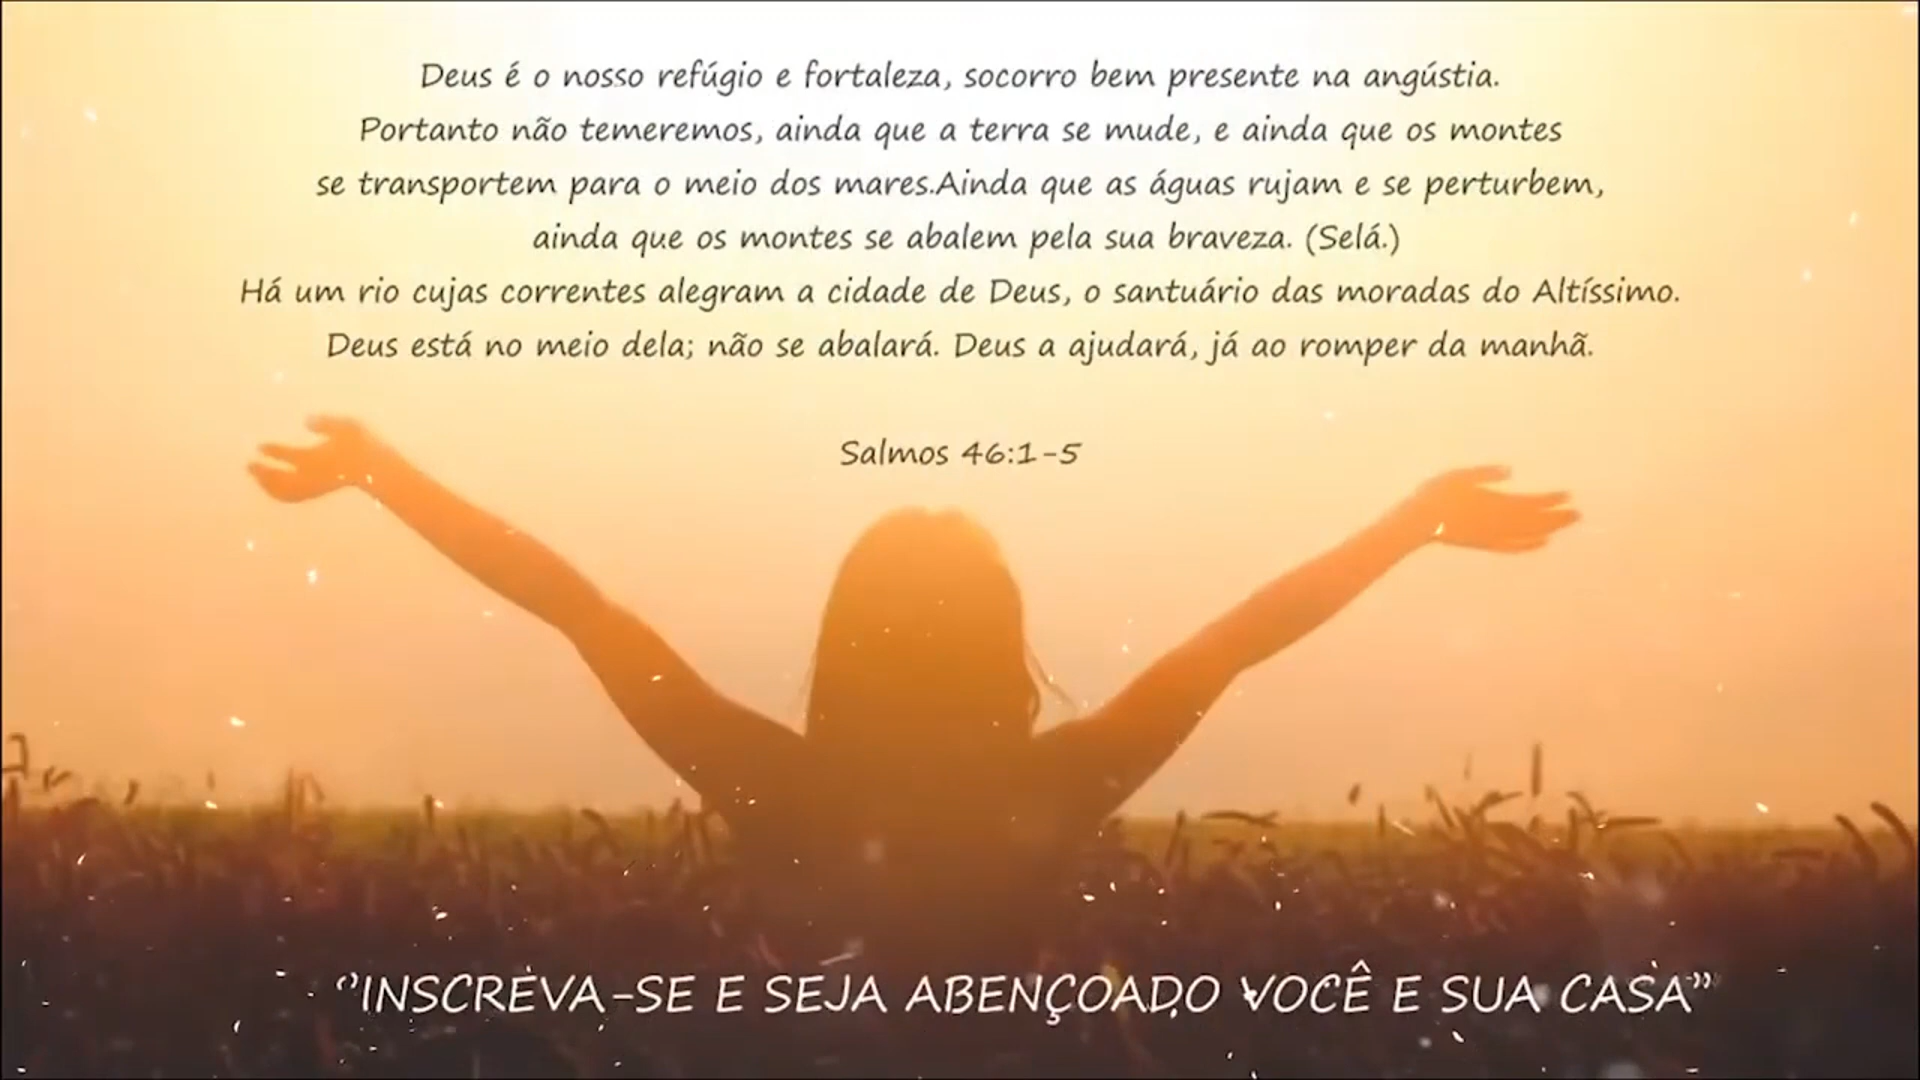 Deus é o nosso refúgio e fortaleza, socorro bem presente na angústia.
Portanto não temeremos, ainda que a terra se mude, e ainda que os montes
se transportem para o meio dos mares.Ainda que as águas rujam e se perturbem,
ainda que os montes se abalem pela sua braveza. (Selá.)
Há um rio cujas correntes alegram a cidade de Deus, o santuário das moradas do Altíssimo.
Deus está no meio dela; não se abalará. Deus a ajudará, já ao romper da manhã.
Salmos 46:1-5
‘’INSCREVA-SE E SEJA ABENÇOADO VOCÊ E SUA CASA’’